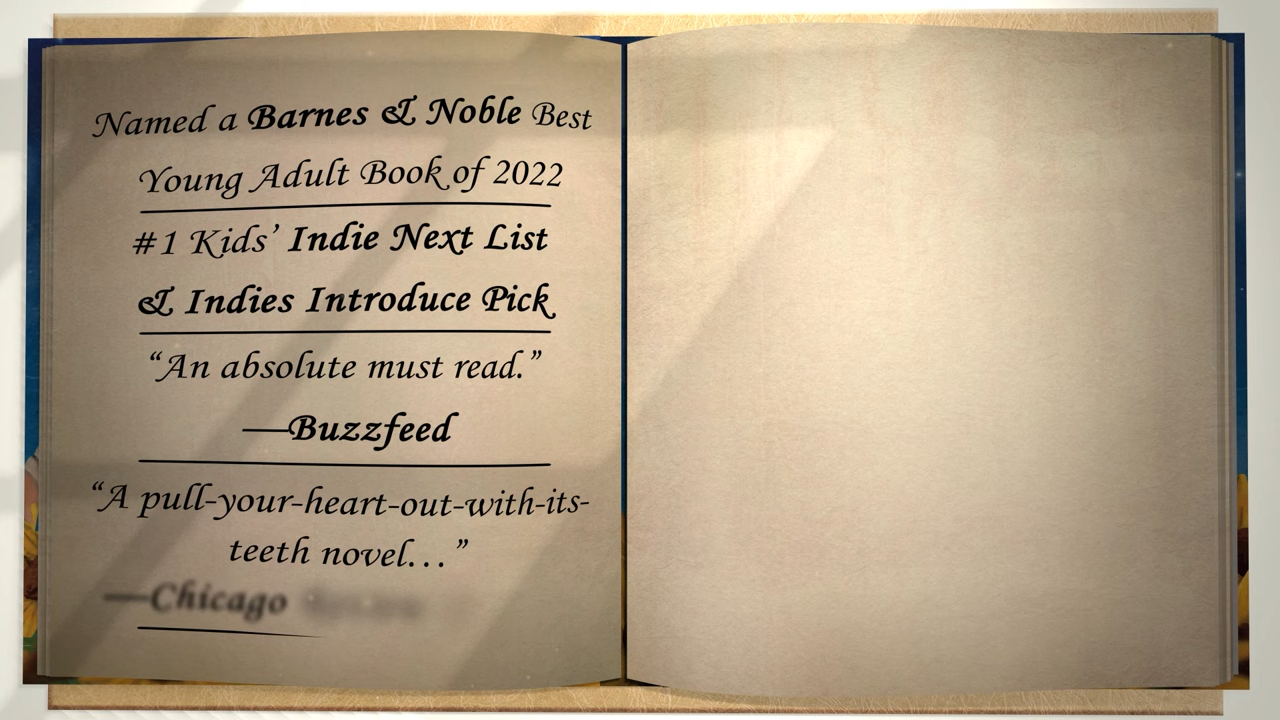 Named a Barnes & Noble Best
Young Adult Book of 2022
#1 Kids’ Indie Next List
& Indies Introduce Pick
“An absolute must read.”
—Buzzfeed
“A pull-your-heart-out-with-its-
teeth novel…”
—Chicago